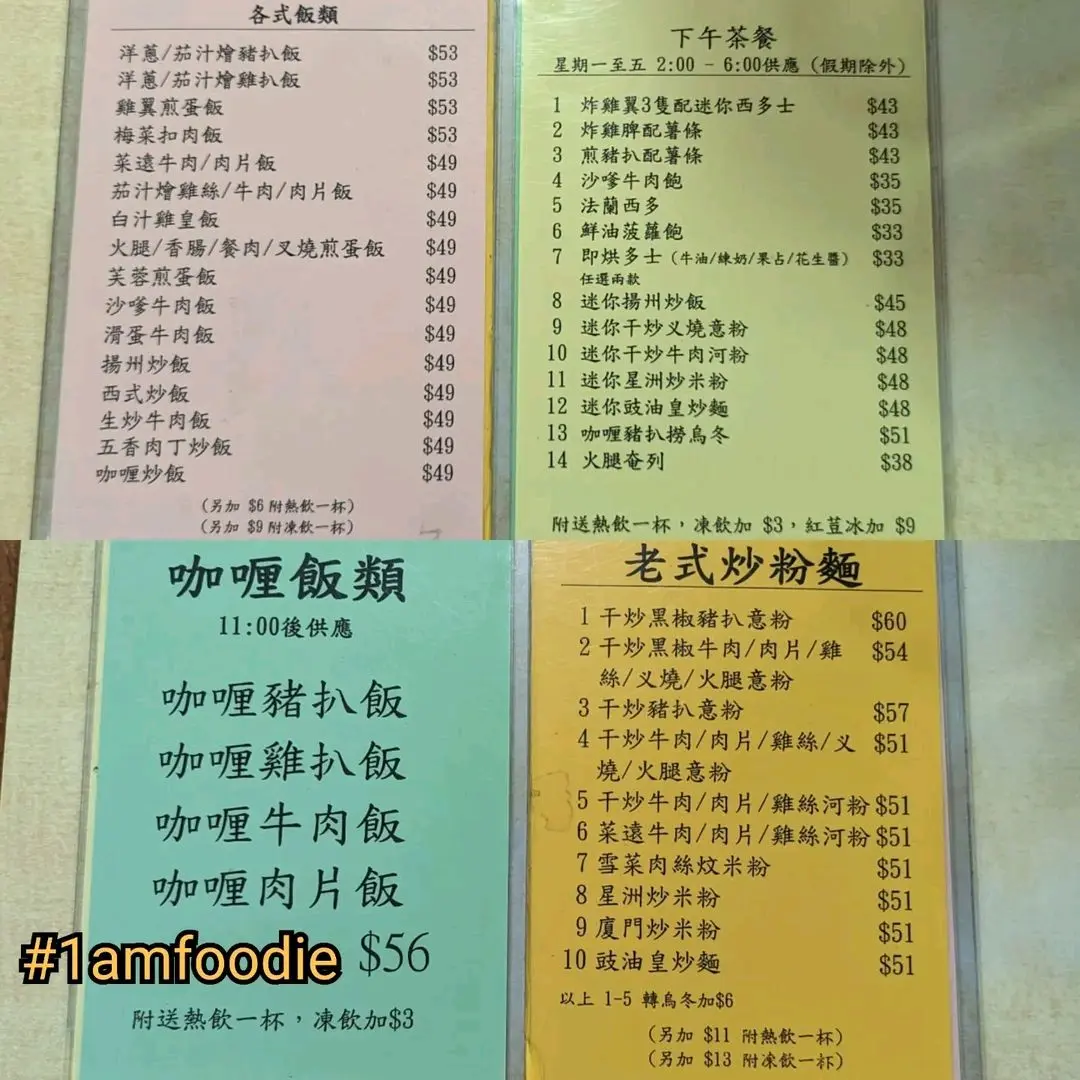 各式飯類
洋蔥/茄汁燴豬扒飯 $53
洋蔥/茄汁燴雞扒飯 $53
雞翼煎蛋飯 $53
梅菜扣肉飯 $53
菜遠牛肉/肉片飯 $49
茄汁燴雞絲/牛肉/肉片飯 $49
白汁雞皇飯 $49
火腿/香腸/餐肉/叉燒煎蛋飯 $49
芙蓉煎蛋飯 $49
沙嗲牛肉飯 $49
滑蛋牛肉飯 $49
揚州炒飯 $49
西式炒飯 $49
生炒牛肉飯 $49
五香肉丁炒飯 $49
咖喱炒飯 $49
(另加 $6 附熱飲一杯)
(另加 $9 附凍飲一杯)
下午茶餐
星期一至五 2:00 - 6:00供應 (假期除外)
1 炸雞翼3隻配迷你西多士 $43
2 炸雞脾配薯條 $43
3 煎豬扒配薯條 $43
4 沙嗲牛肉飽 $35
5 法蘭西多 $35
6 鮮油菠蘿飽 $33
7 即烘多士 (牛油/練奶/果占/花生醬) $33
任選兩款
8 迷你揚州炒飯 $45
9 迷你干炒义燒意粉 $48
10 迷你干炒牛肉河粉 $48
11 迷你星洲炒米粉 $48
12 迷你豉油皇炒麵 $48
13 咖喱豬扒撈烏冬 $51
14 火腿奄列 $38
附送熱飲一杯，凍飲加 $3，紅荳冰加 $9
咖喱飯類
11:00後供應
咖喱豬扒飯
咖喱雞扒飯
咖喱牛肉飯
咖喱肉片飯
$56
附送熱飲一杯，凍飲加$3
#1amfoodie
老式炒粉麵
1 干炒黑椒豬扒意粉 $60
2 干炒黑椒牛肉/肉片/雞 $54
絲/义燒/火腿意粉
3 干炒豬扒意粉 $57
4 干炒牛肉/肉片/雞絲/义 $51
燒/火腿意粉
5 干炒牛肉/肉片/雞絲河粉 $51
6 菜遠牛肉/肉片/雞絲河粉 $51
7 雪菜肉絲炆米粉 $51
8 星洲炒米粉 $51
9 廈門炒米粉 $51
10 豉油皇炒麵 $51
以上 1-5 轉烏冬加$6
(另加 $11 附熱飲一杯)
(另加 $13 附凍飲一杯)